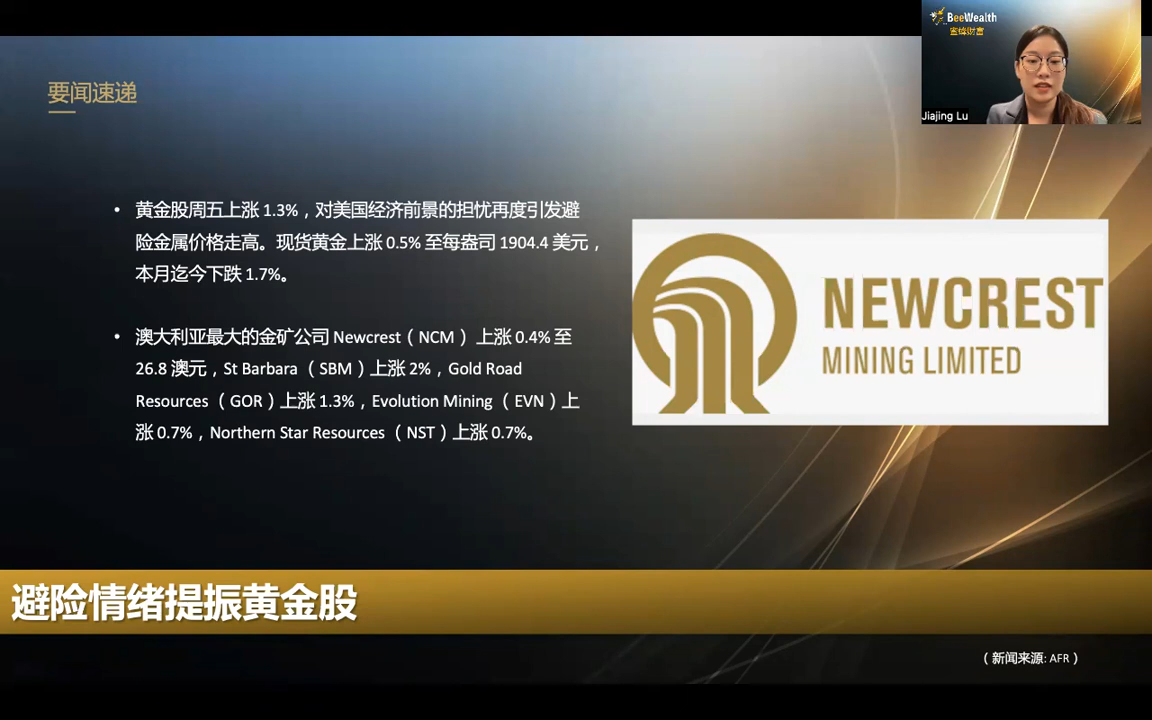 BeeWealth
蜜蜂财富
Jiajing Lu
要闻速递
• 黄金股周五上涨 1.3%，对美国经济前景的担忧再度引发避
险金属价格走高。现货黄金上涨 0.5% 至每盎司 1904.4 美元，
本月迄今下跌 1.7%。
• 澳大利亚最大的金矿公司 Newcrest（NCM ）上涨 0.4% 至
26.8 澳元，St Barbara （SBM）上涨 2%，Gold Road
Resources （GOR）上涨 1.3%，Evolution Mining （ EVN）上
涨 0.7%，Northern Star Resources （NST）上涨 0.7%。
NEWCREST
MINING LIMITED
避险情绪提振黄金股
（ 新闻来源: AFR ）